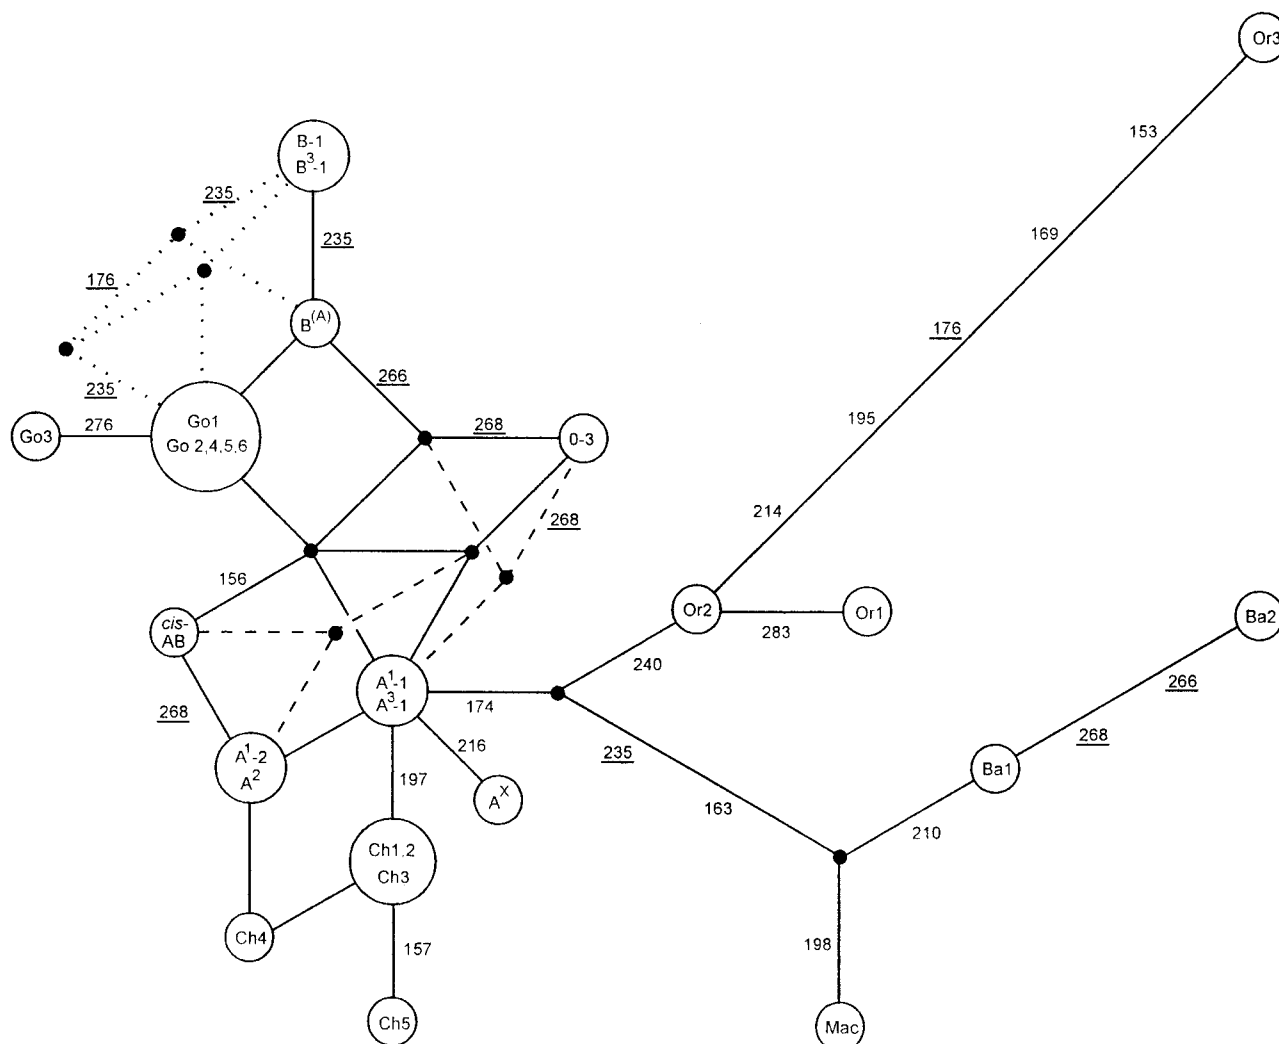 Or3
153
B-1
B³-1
235
169
235
176
176
B(A)
266
235
195
Go1
Go 2,4,5,6
Go3
276
268
0-3
214
268
156
cis-
AB
Or2
Or1
283
Ba2
240
A¹-1
A³-1
174
266
268
216
235
268
A¹-2
A²
197
Ba1
Aˣ
163
210
Ch1,2
Ch3
Ch4
157
198
Ch5
Mac